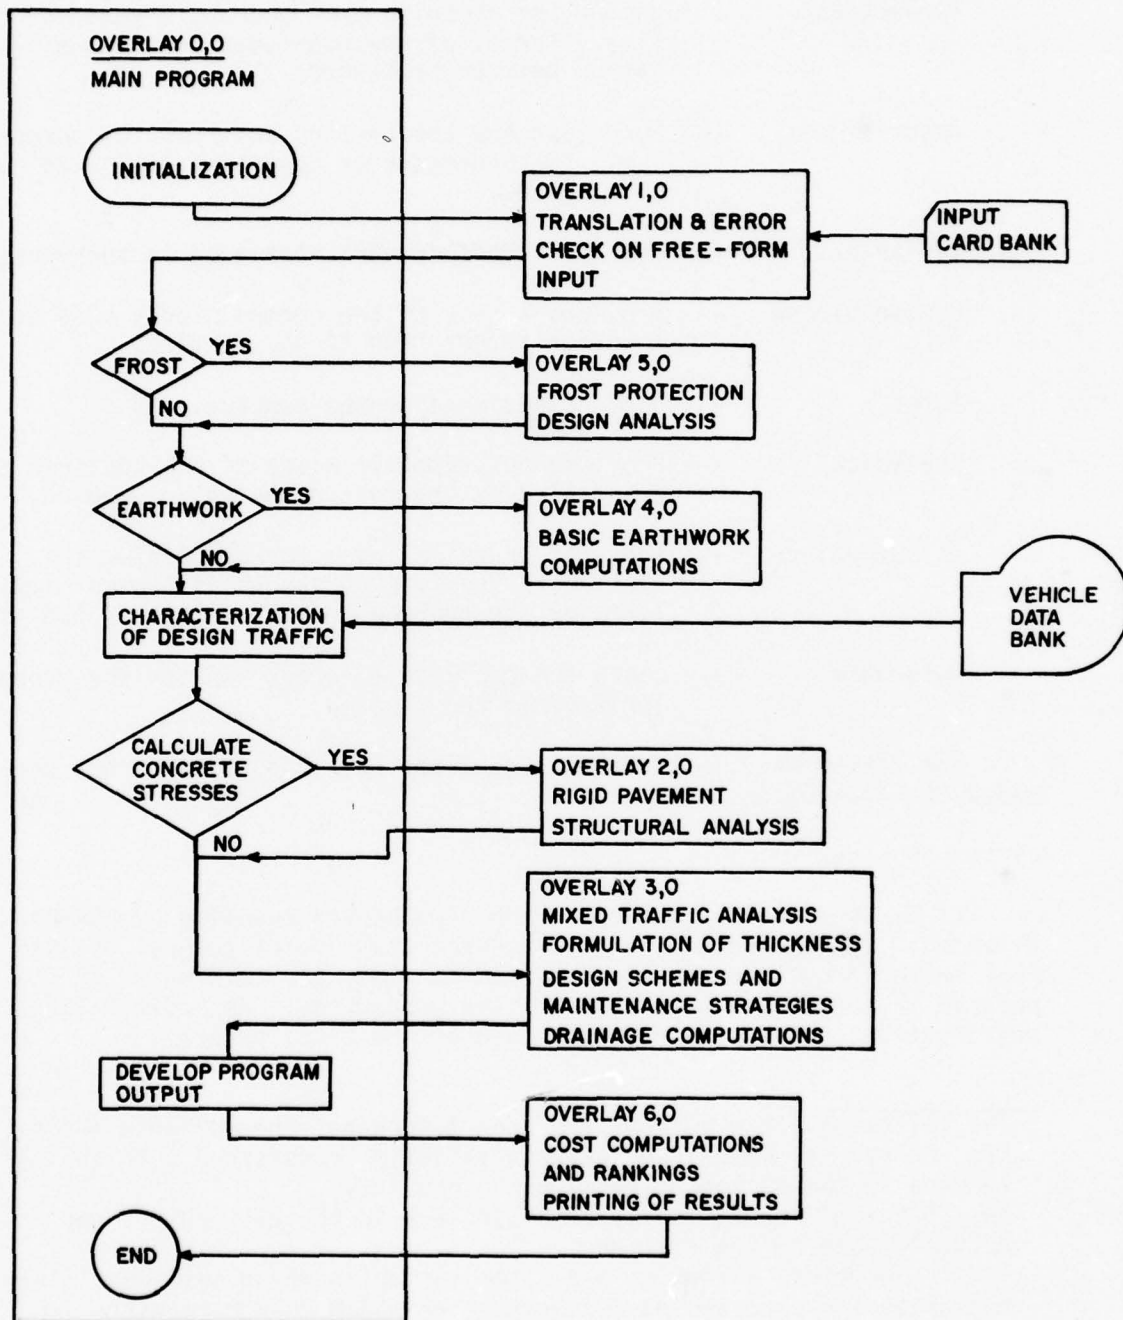 OVERLAY 0,0
MAIN PROGRAM
INITIALIZATION
OVERLAY 1,0
TRANSLATION & ERROR
CHECK ON FREE-FORM
INPUT
INPUT
CARD BANK
FROST
YES
NO
OVERLAY 5,0
FROST PROTECTION
DESIGN ANALYSIS
EARTHWORK
YES
NO
OVERLAY 4,0
BASIC EARTHWORK
COMPUTATIONS
CHARACTERIZATION
OF DESIGN TRAFFIC
VEHICLE
DATA
BANK
CALCULATE
CONCRETE
STRESSES
YES
NO
OVERLAY 2,0
RIGID PAVEMENT
STRUCTURAL ANALYSIS
OVERLAY 3,0
MIXED TRAFFIC ANALYSIS
FORMULATION OF THICKNESS
DESIGN SCHEMES AND
MAINTENANCE STRATEGIES
DRAINAGE COMPUTATIONS
DEVELOP PROGRAM
OUTPUT
OVERLAY 6,0
COST COMPUTATIONS
AND RANKINGS
PRINTING OF RESULTS
END